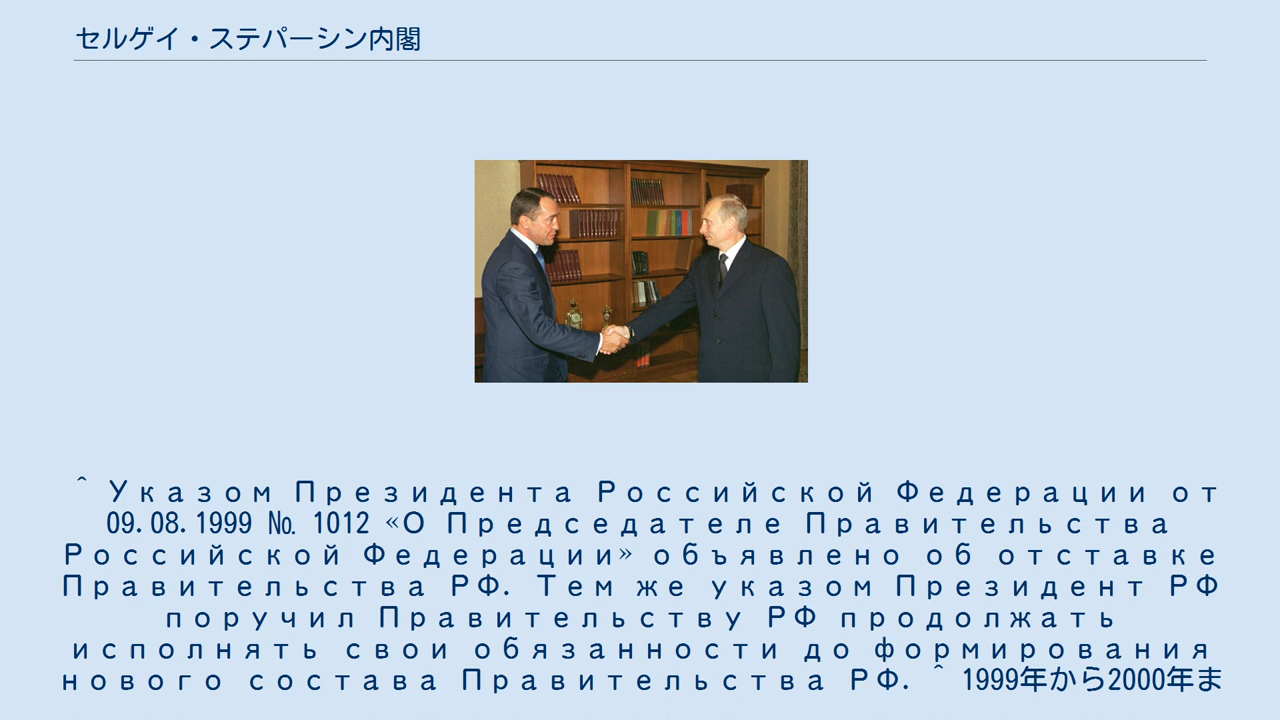 セルゲイ・ステパーシン内閣
^ Указом Президента Российской Федерации от
09.08.1999 № 1012 «О Председателе Правительства
Российской Федерации» объявлено об отставке
Правительства РФ. Тем же указом Президент РФ
поручил Правительству РФ продолжать
исполнять свои обязанности до формирования
нового состава Правительства РФ. ^ 1999年から2000年ま